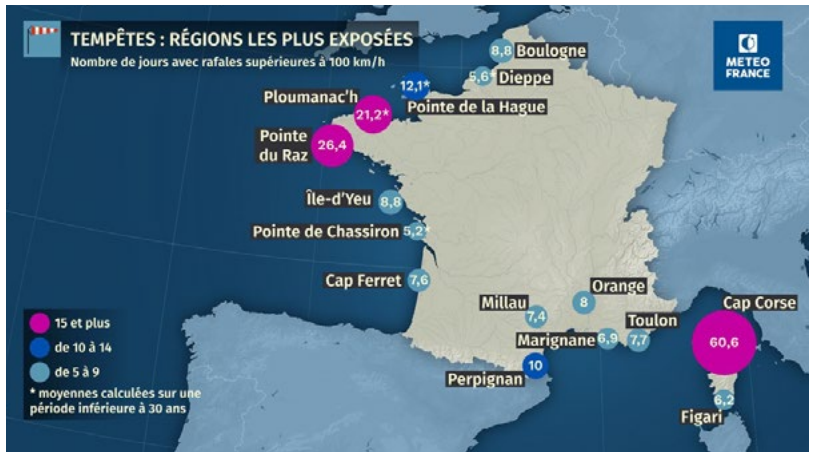 TEMPÊTES : RÉGIONS LES PLUS EXPOSÉES
Nombre de jours avec rafales supérieures à 100 km/h
METEO
FRANCE
8,8 Boulogne
5,6* Dieppe
12,1*
Pointe de la Hague
Ploumanac'h
21,2*
Pointe
du Raz
26,4
Île-d'Yeu
8,8
Pointe de Chassiron 5,2*
Cap Ferret 7,6
Orange
8
Millau
7,4
Cap Corse
60,6
Toulon
7,7
Marignane 6,9
10
Perpignan
6,2
Figari
15 et plus
de 10 à 14
de 5 à 9
* moyennes calculées sur une
période inférieure à 30 ans